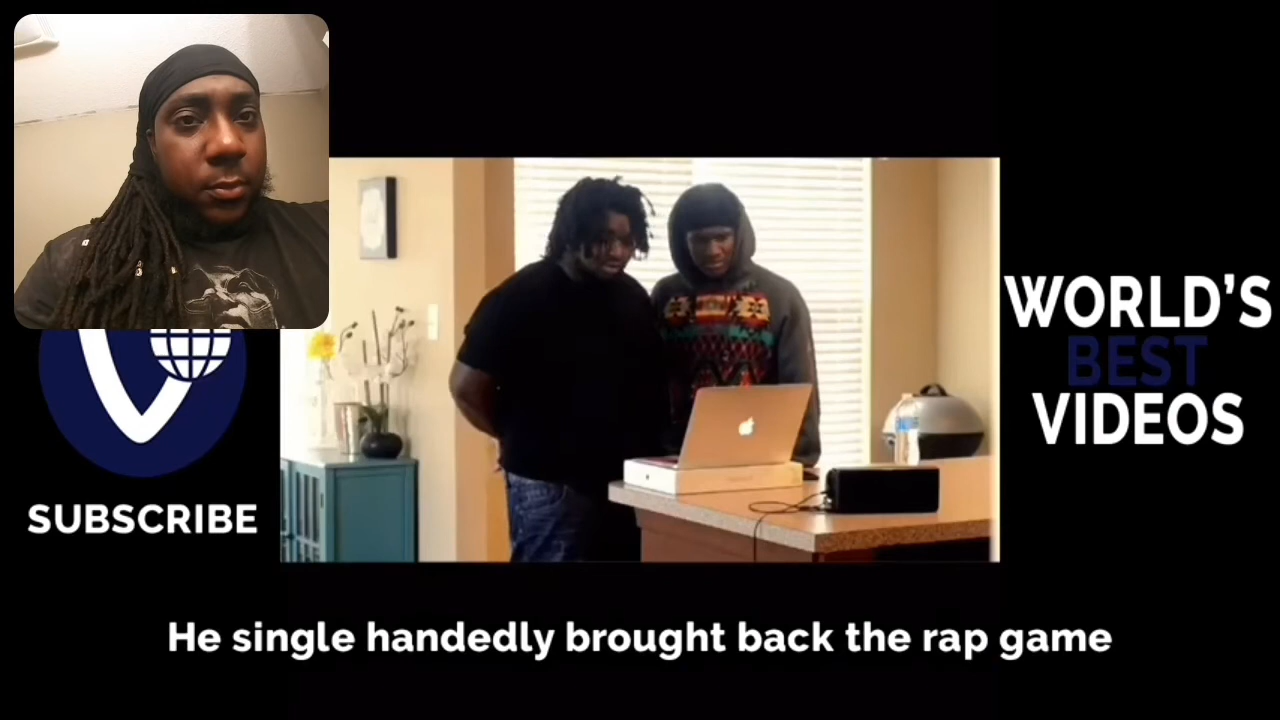 SUBSCRIBE
WORLD'S
BEST
VIDEOS
He single handedly brought back the rap game